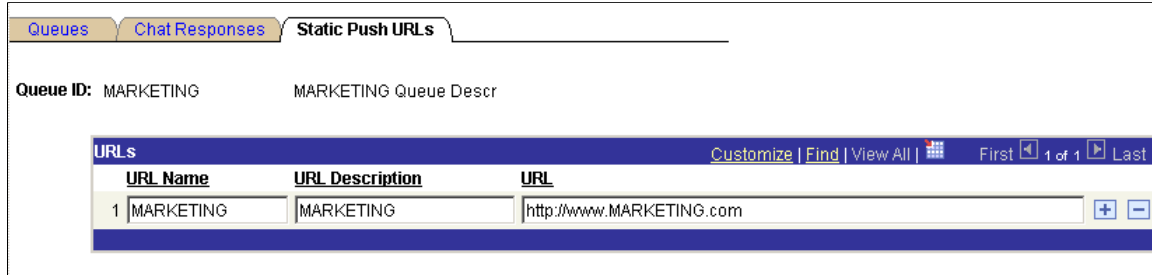 Queues Chat Responses Static Push URLs
Queue ID: MARKETING MARKETING Queue Descr
URLs Customize | Find | View All | First 1 of 1 Last
URL Name URL Description URL
1 MARKETING MARKETING http://www.MARKETING.com